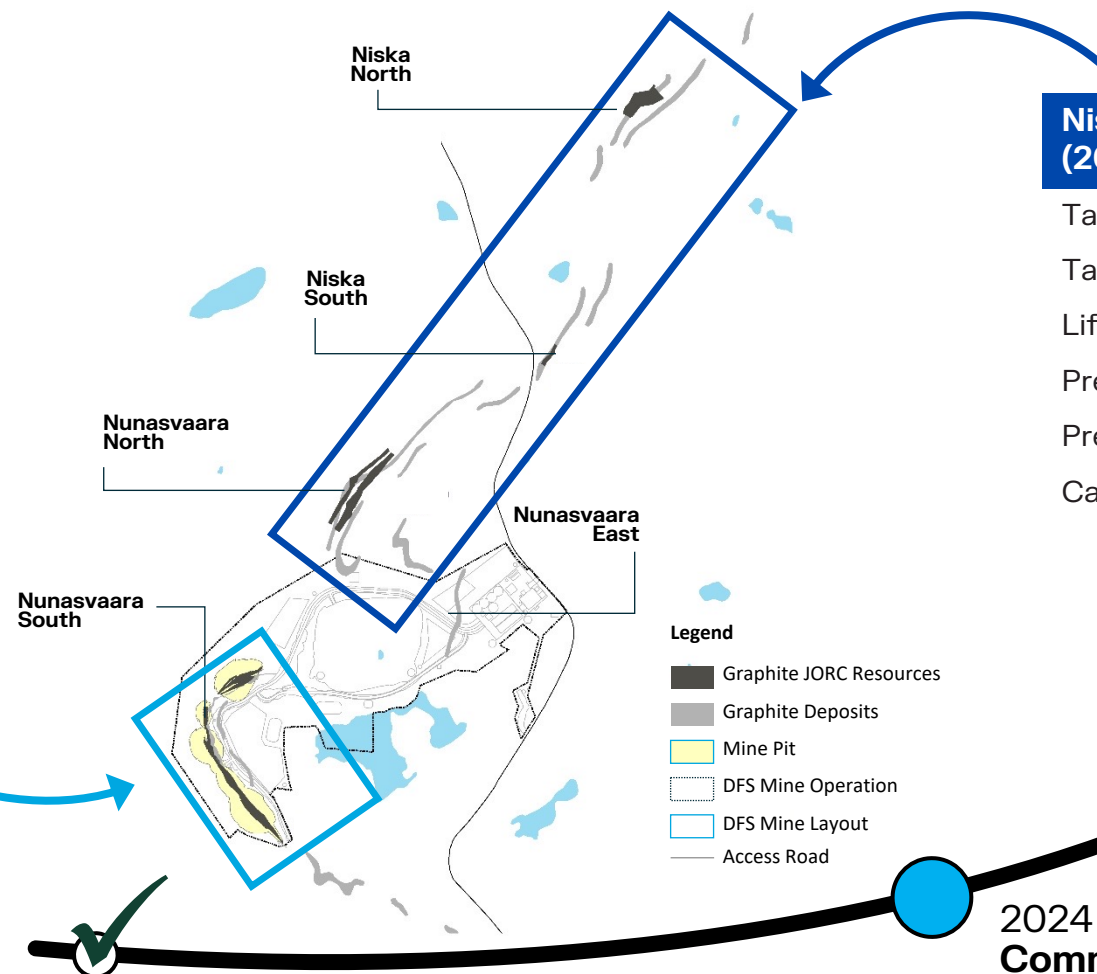 Niska
North
Niska
South
Nunasvaara
North
Nunasvaara
East
Nunasvaara
South
Legend
Graphite JORC Resources
Graphite Deposits
Mine Pit
DFS Mine Operation
DFS Mine Layout
Access Road
2024